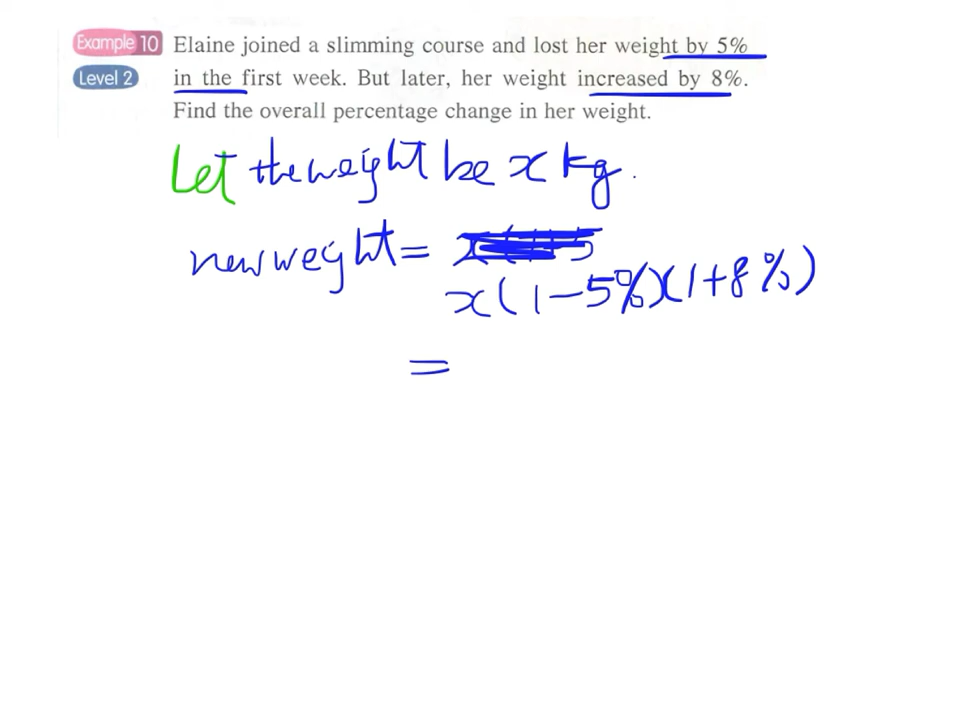 Example 10 Elaine joined a slimming course and lost her weight by 5%
Level 2 in the first week. But later, her weight increased by 8%.
Find the overall percentage change in her weight.
Let the weight be x kg.
new weight =
x(1-5%)(1+8%)
=